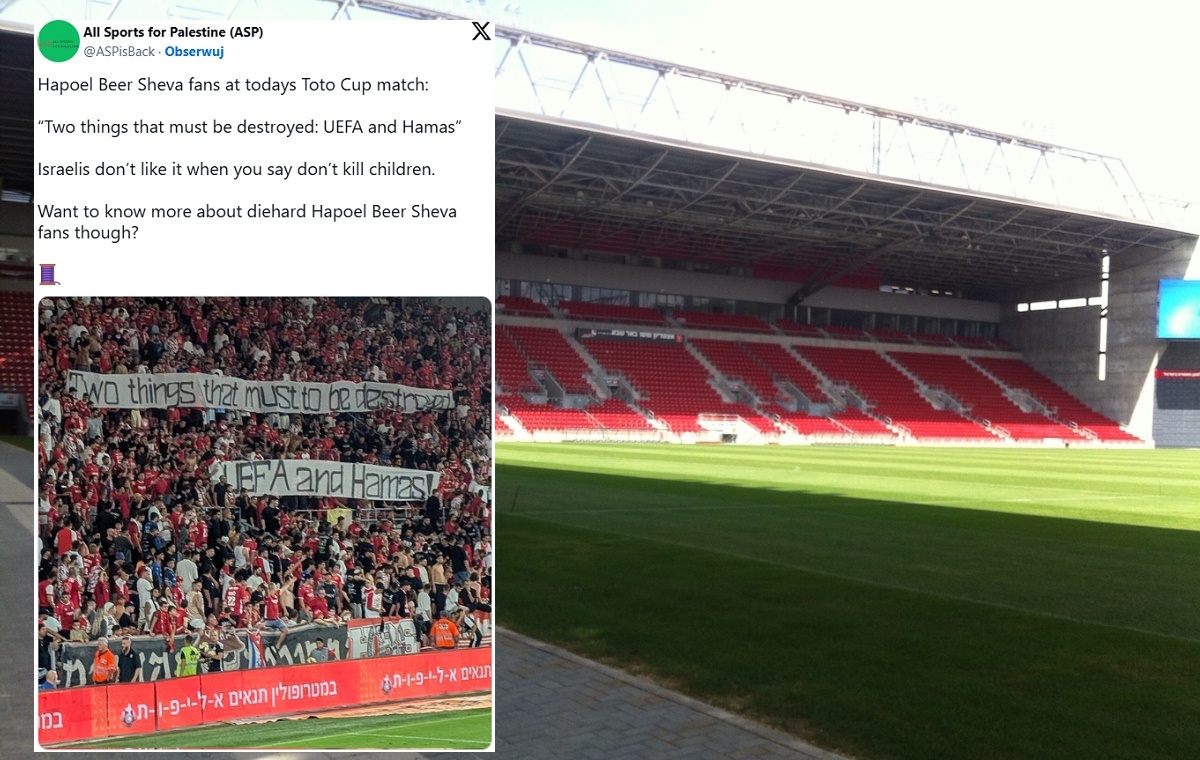 All Sports for Palestine (ASP)
@ASPisBack · Obserwuj
Hapoel Beer Sheva fans at todays Toto Cup match:
“Two things that must be destroyed: UEFA and Hamas”
Israelis don’t like it when you say don’t kill children.
Want to know more about diehard Hapoel Beer Sheva
fans though?
Two things that must to be destroyed
UEFA and Hamas!
במטרופולין תנאים א-ל-י-פ-ו-ת